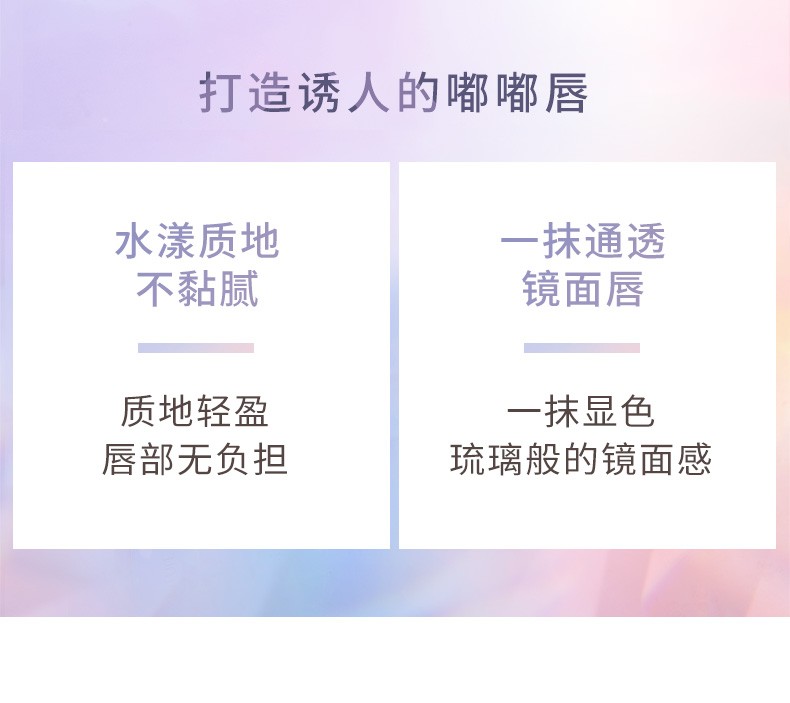 打造诱人的嘟嘟唇
水漾质地
不黏腻
质地轻盈
唇部无负担
一抹通透
镜面唇
一抹显色
琉璃般的镜面感